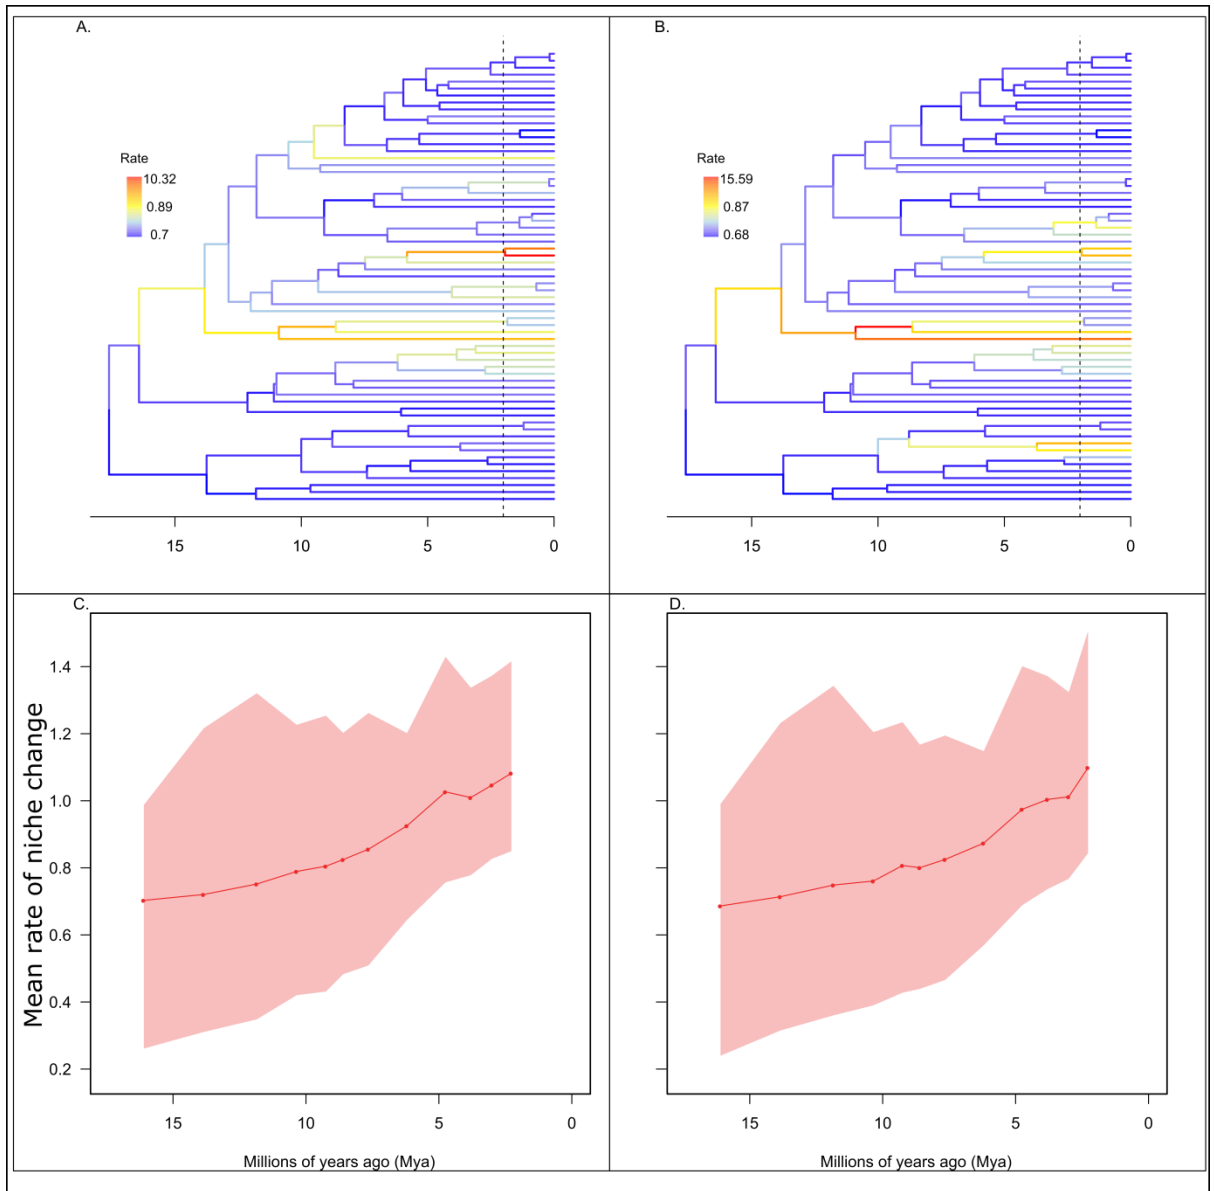 A.
Rate
10.32
0.89
0.7
15 10 5 0
B.
Rate
15.59
0.87
0.68
15 10 5 0
C.
Mean rate of niche change
1.4
1.2
1.0
0.8
0.6
0.4
0.2
15 10 5 0
Millions of years ago (Mya)
D.
15 10 5 0
Millions of years ago (Mya)